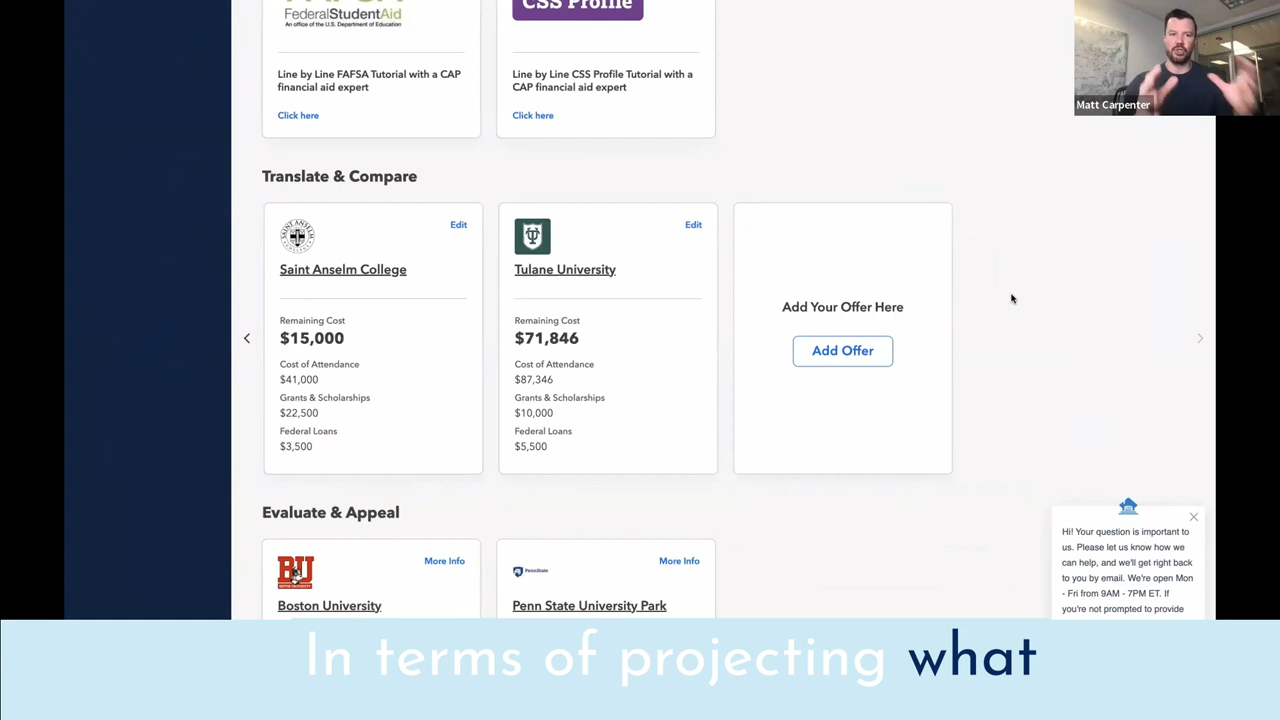 FederalStudentAid
An office of the U.S. Department of Education
CSS Profile
Matt Carpenter
Line by Line FAFSA Tutorial with a CAP
financial aid expert
Click here
Line by Line CSS Profile Tutorial with a
CAP financial aid expert
Click here
Translate & Compare
SAINT ANSELM COLLEGE
Edit
Saint Anselm College
Remaining Cost
$15,000
Cost of Attendance
$41,000
Grants & Scholarships
$22,500
Federal Loans
$3,500
Edit
Tulane University
Remaining Cost
$71,846
Cost of Attendance
$87,346
Grants & Scholarships
$10,000
Federal Loans
$5,500
Add Your Offer Here
Add Offer
Evaluate & Appeal
BU
More Info
Boston University
PennState
More Info
Penn State University Park
Hi! Your question is important to
us. Please let us know how we
can help, and we'll get right back
to you by email. We're open Mon
- Fri from 9AM - 7PM ET. If
you're not prompted to provide
In terms of projecting what